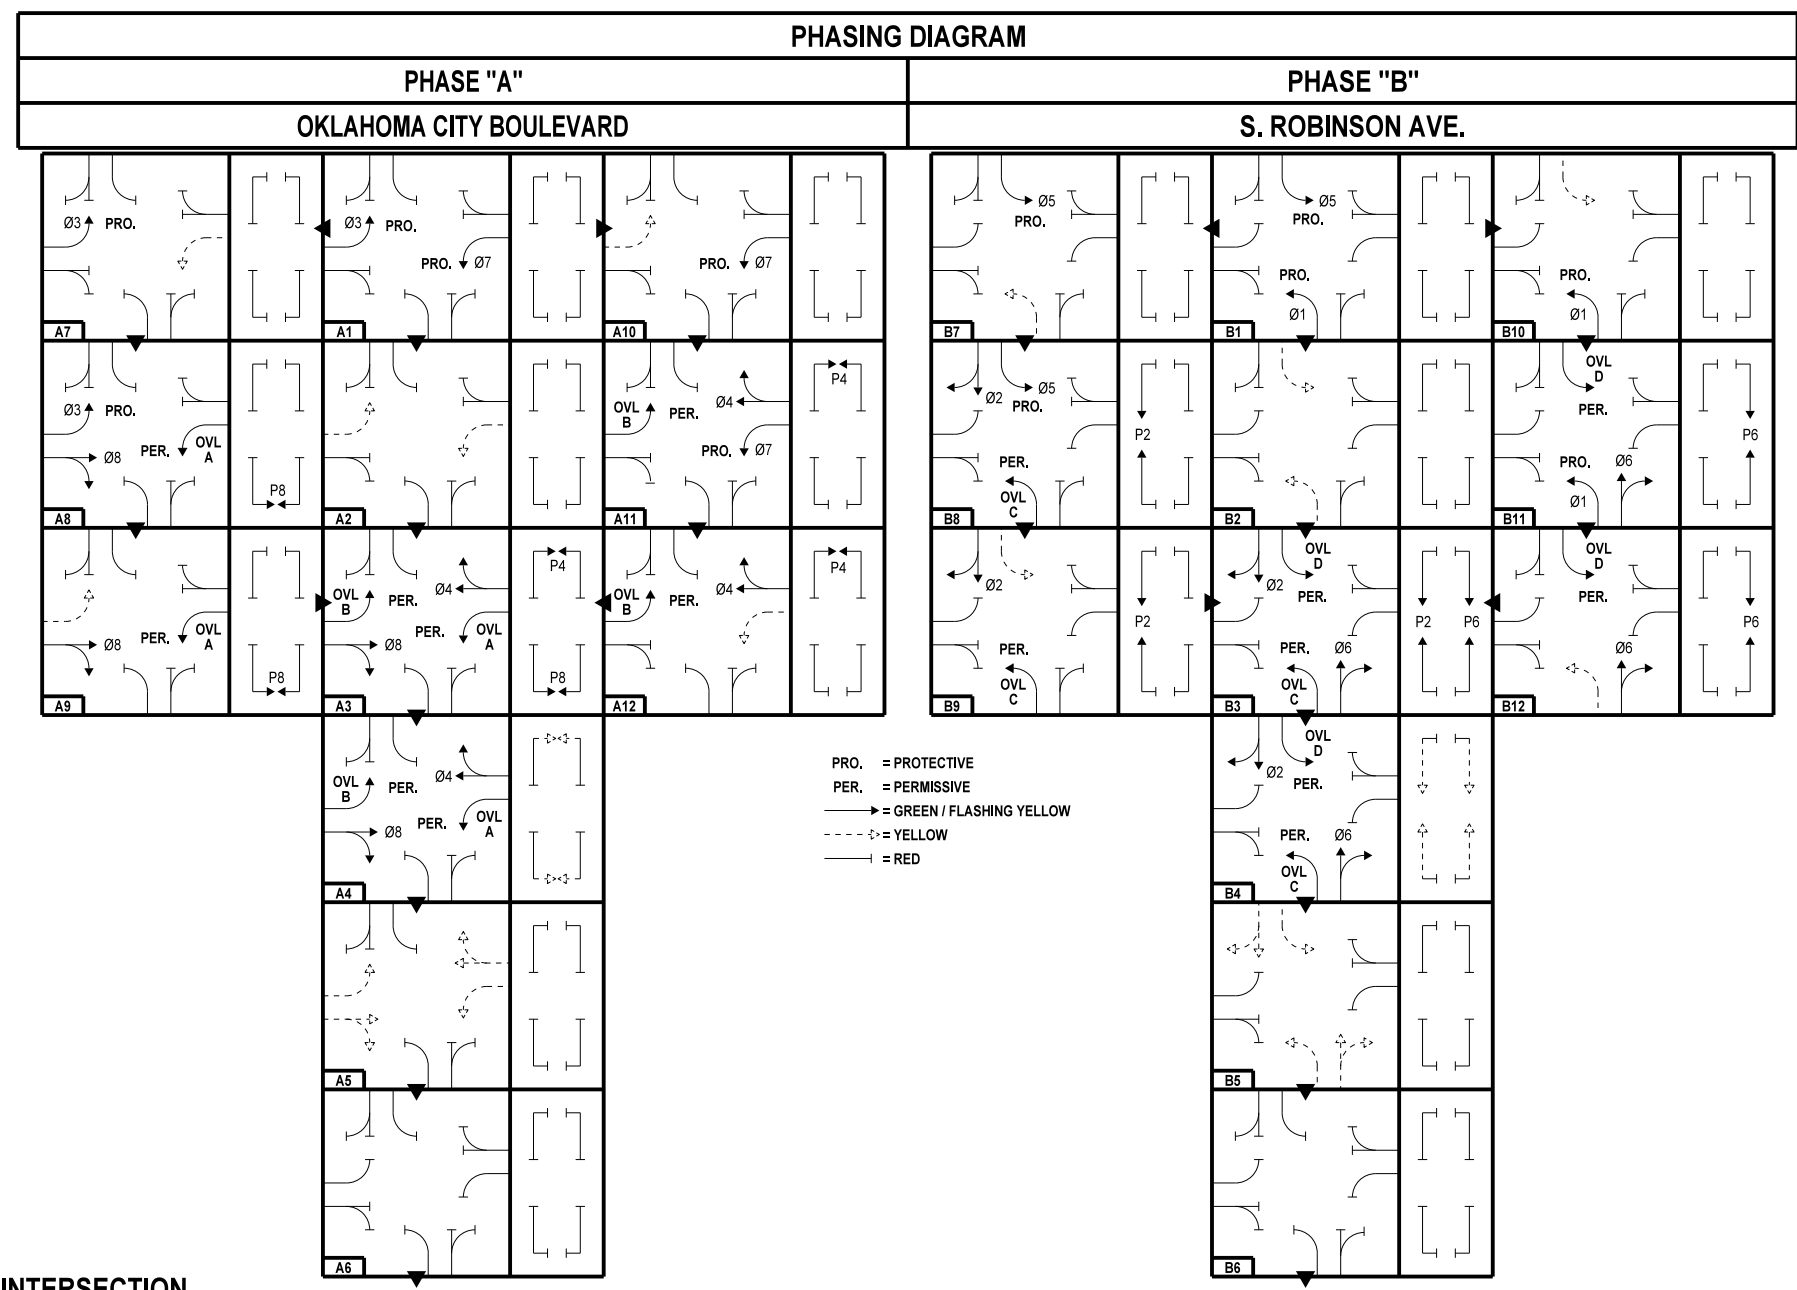 PHASING DIAGRAM
PHASE "A"
PHASE "B"
OKLAHOMA CITY BOULEVARD
S. ROBINSON AVE.
Ø3 PRO.
A7
Ø3 PRO.
PRO. Ø7
A1
PRO. Ø7
A10
Ø5
PRO.
B7
Ø5
PRO.
PRO.
Ø1
B1
PRO.
Ø1
B10
Ø3 PRO.
PER. OVL
A
Ø8
P8
A8
A2
P4
OVL
B
PER. Ø4
PRO. Ø7
A11
Ø2 Ø5
PRO.
PER.
OVL
C
P2
B8
B2
OVL
D
PER.
PRO. Ø6
Ø1
P6
B11
PER. OVL
A
Ø8
P8
A9
OVL
B
PER. Ø4
PER. OVL
A
Ø8
P4
P8
A3
OVL
B
PER. Ø4
P4
A12
Ø2
PER.
OVL
C
P2
B9
OVL
D
Ø2 PER.
PER. Ø6
OVL
C
P2 P6
B3
OVL
D
PER.
Ø6
P6
B12
OVL
B
PER. Ø4
PER. OVL
A
Ø8
A4
PRO. = PROTECTIVE
PER. = PERMISSIVE
= GREEN / FLASHING YELLOW
= YELLOW
= RED
OVL
D
Ø2 PER.
PER. Ø6
OVL
C
B4
A5
B5
A6
B6
INTERSECTION